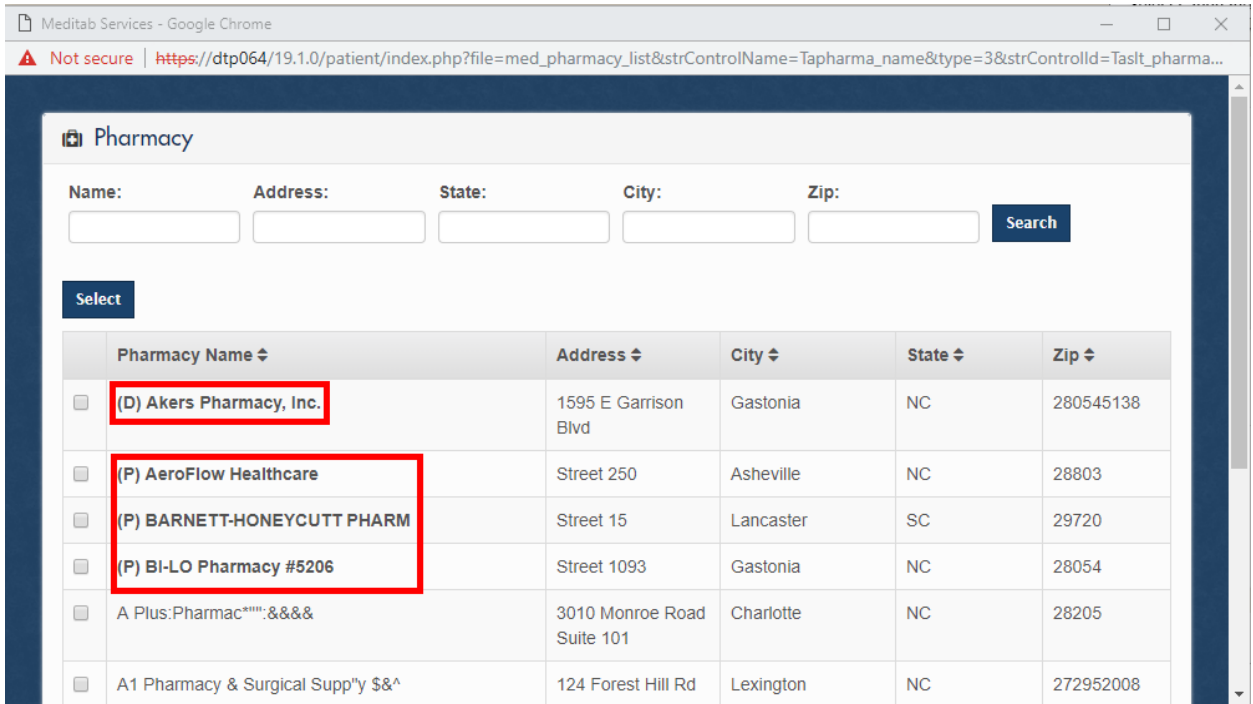 Meditab Services - Google Chrome
Not secure | https://dtp064/19.1.0/patient/index.php?file=med_pharmacy_list&strControlName=Tapharma_name&type=3&strControlId=Taslt_pharma...
Pharmacy
Name: Address: State: City: Zip:
Search
Select
Pharmacy Name Address City State Zip
(D) Akers Pharmacy, Inc. 1595 E Garrison Gastonia NC 280545138
Blvd
(P) AeroFlow Healthcare Street 250 Asheville NC 28803
(P) BARNETT-HONEYCUTT PHARM Street 15 Lancaster SC 29720
(P) BI-LO Pharmacy #5206 Street 1093 Gastonia NC 28054
A Plus:Pharmac*"'":&&&& 3010 Monroe Road Charlotte NC 28205
Suite 101
A1 Pharmacy & Surgical Supp"y $&^ 124 Forest Hill Rd Lexington NC 272952008